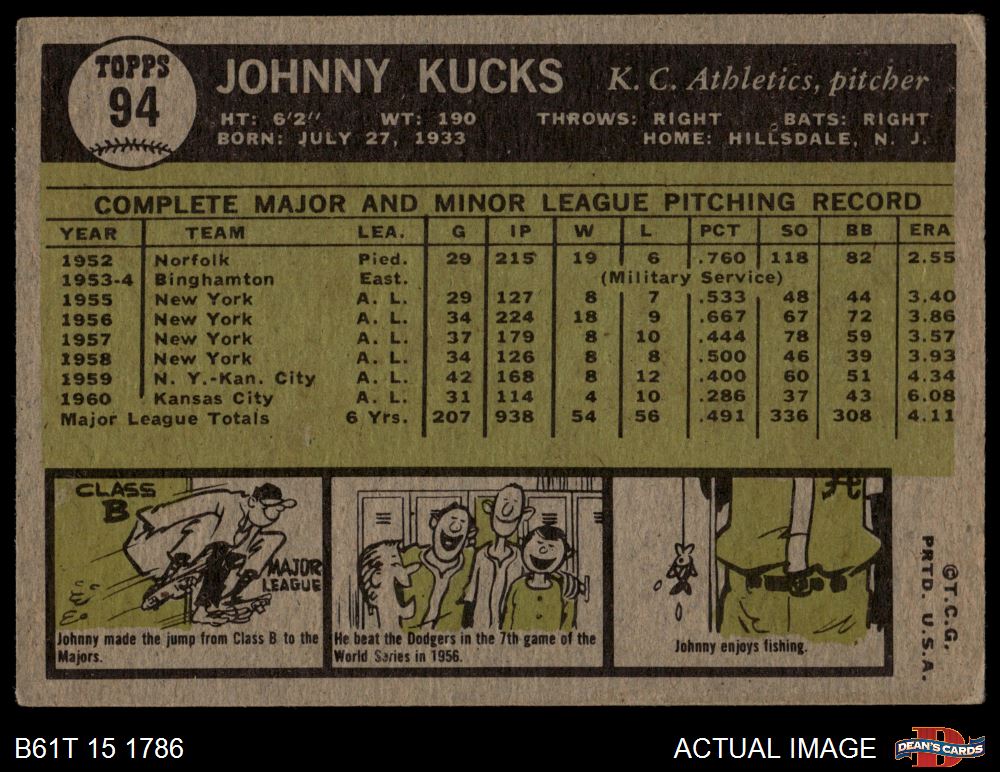 TOPPS
94
JOHNNY KUCKS
K. C. Athletics, pitcher
HT: 6'2" WT: 190 THROWS: RIGHT BATS: RIGHT
BORN: JULY 27, 1933 HOME: HILLSDALE, N. J.
COMPLETE MAJOR AND MINOR LEAGUE PITCHING RECORD
YEAR TEAM LEA. G IP W L PCT SO BB ERA
1952 Norfolk Pied. 29 215 19 6 .760 118 82 2.55
1953-4 Binghamton East. (Military Service)
1955 New York A. L. 29 127 8 7 .533 48 44 3.40
1956 New York A. L. 34 224 18 9 .667 67 72 3.86
1957 New York A. L. 37 179 8 10 .444 78 59 3.57
1958 New York A. L. 34 126 8 8 .500 46 39 3.93
1959 N. Y.-Kan. City A. L. 42 168 8 12 .400 60 51 4.34
1960 Kansas City A. L. 31 114 4 10 .286 37 43 6.08
Major League Totals 6 Yrs. 207 938 54 56 .491 336 308 4.11
CLASS
B
MAJOR
LEAGUE
Johnny made the jump from Class B to the
Majors.
He beat the Dodgers in the 7th game of the
World Series in 1956.
A
Johnny enjoys fishing.
©T.C.G.
PRTD. U.S.A.
B61T 15 1786
ACTUAL IMAGE
D
DEAN'S CARDS